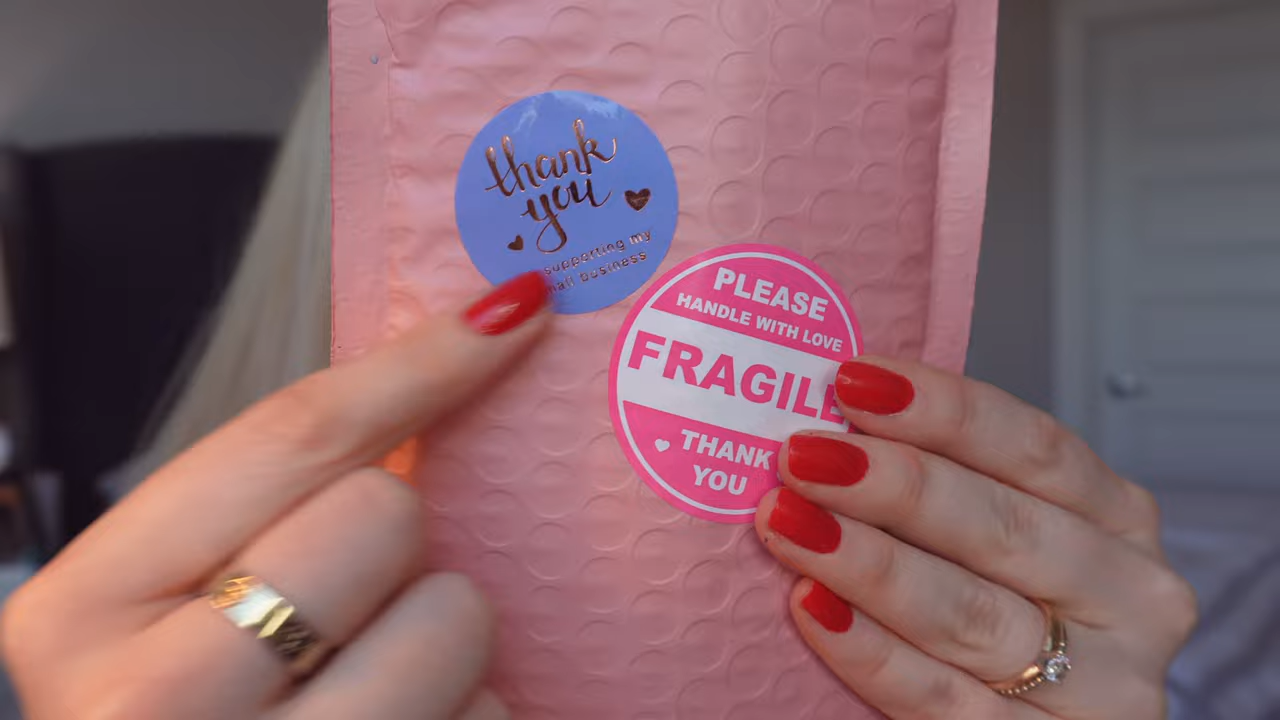 thank
you
supporting my
business
PLEASE
HANDLE WITH LOVE
FRAGILE
THANK
YOU